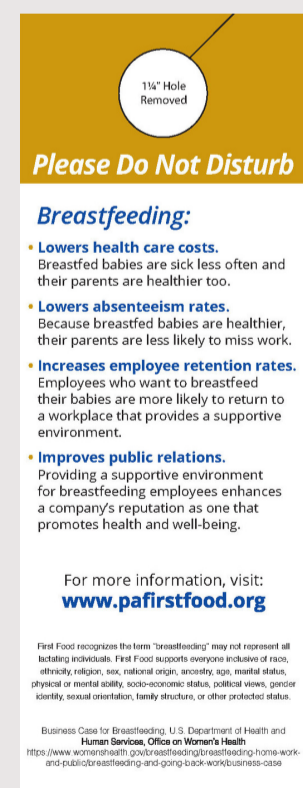 1¼" Hole
Removed
Please Do Not Disturb
Breastfeeding:
• Lowers health care costs.
Breastfed babies are sick less often and
their parents are healthier too.
• Lowers absenteeism rates.
Because breastfed babies are healthier,
their parents are less likely to miss work.
• Increases employee retention rates.
Employees who want to breastfeed
their babies are more likely to return to
a workplace that provides a supportive
environment.
• Improves public relations.
Providing a supportive environment
for breastfeeding employees enhances
a company's reputation as one that
promotes health and well-being.
For more information, visit:
www.pafirstfood.org
First Food recognizes the term "breastfeeding" may not represent all
lactating individuals. First Food supports everyone inclusive of race,
ethnicity, religion, sex, national origin, ancestry, age, marital status,
physical or mental ability, socio-economic status, political views, gender
identity, sexual orientation, family structure, or other protected status.
Business Case for Breastfeeding, U.S. Department of Health and
Human Services, Office on Women's Health
https://www.womenshealth.gov/breastfeeding/breastfeeding-home-work-
and-public/breastfeeding-and-going-back-work/business-case